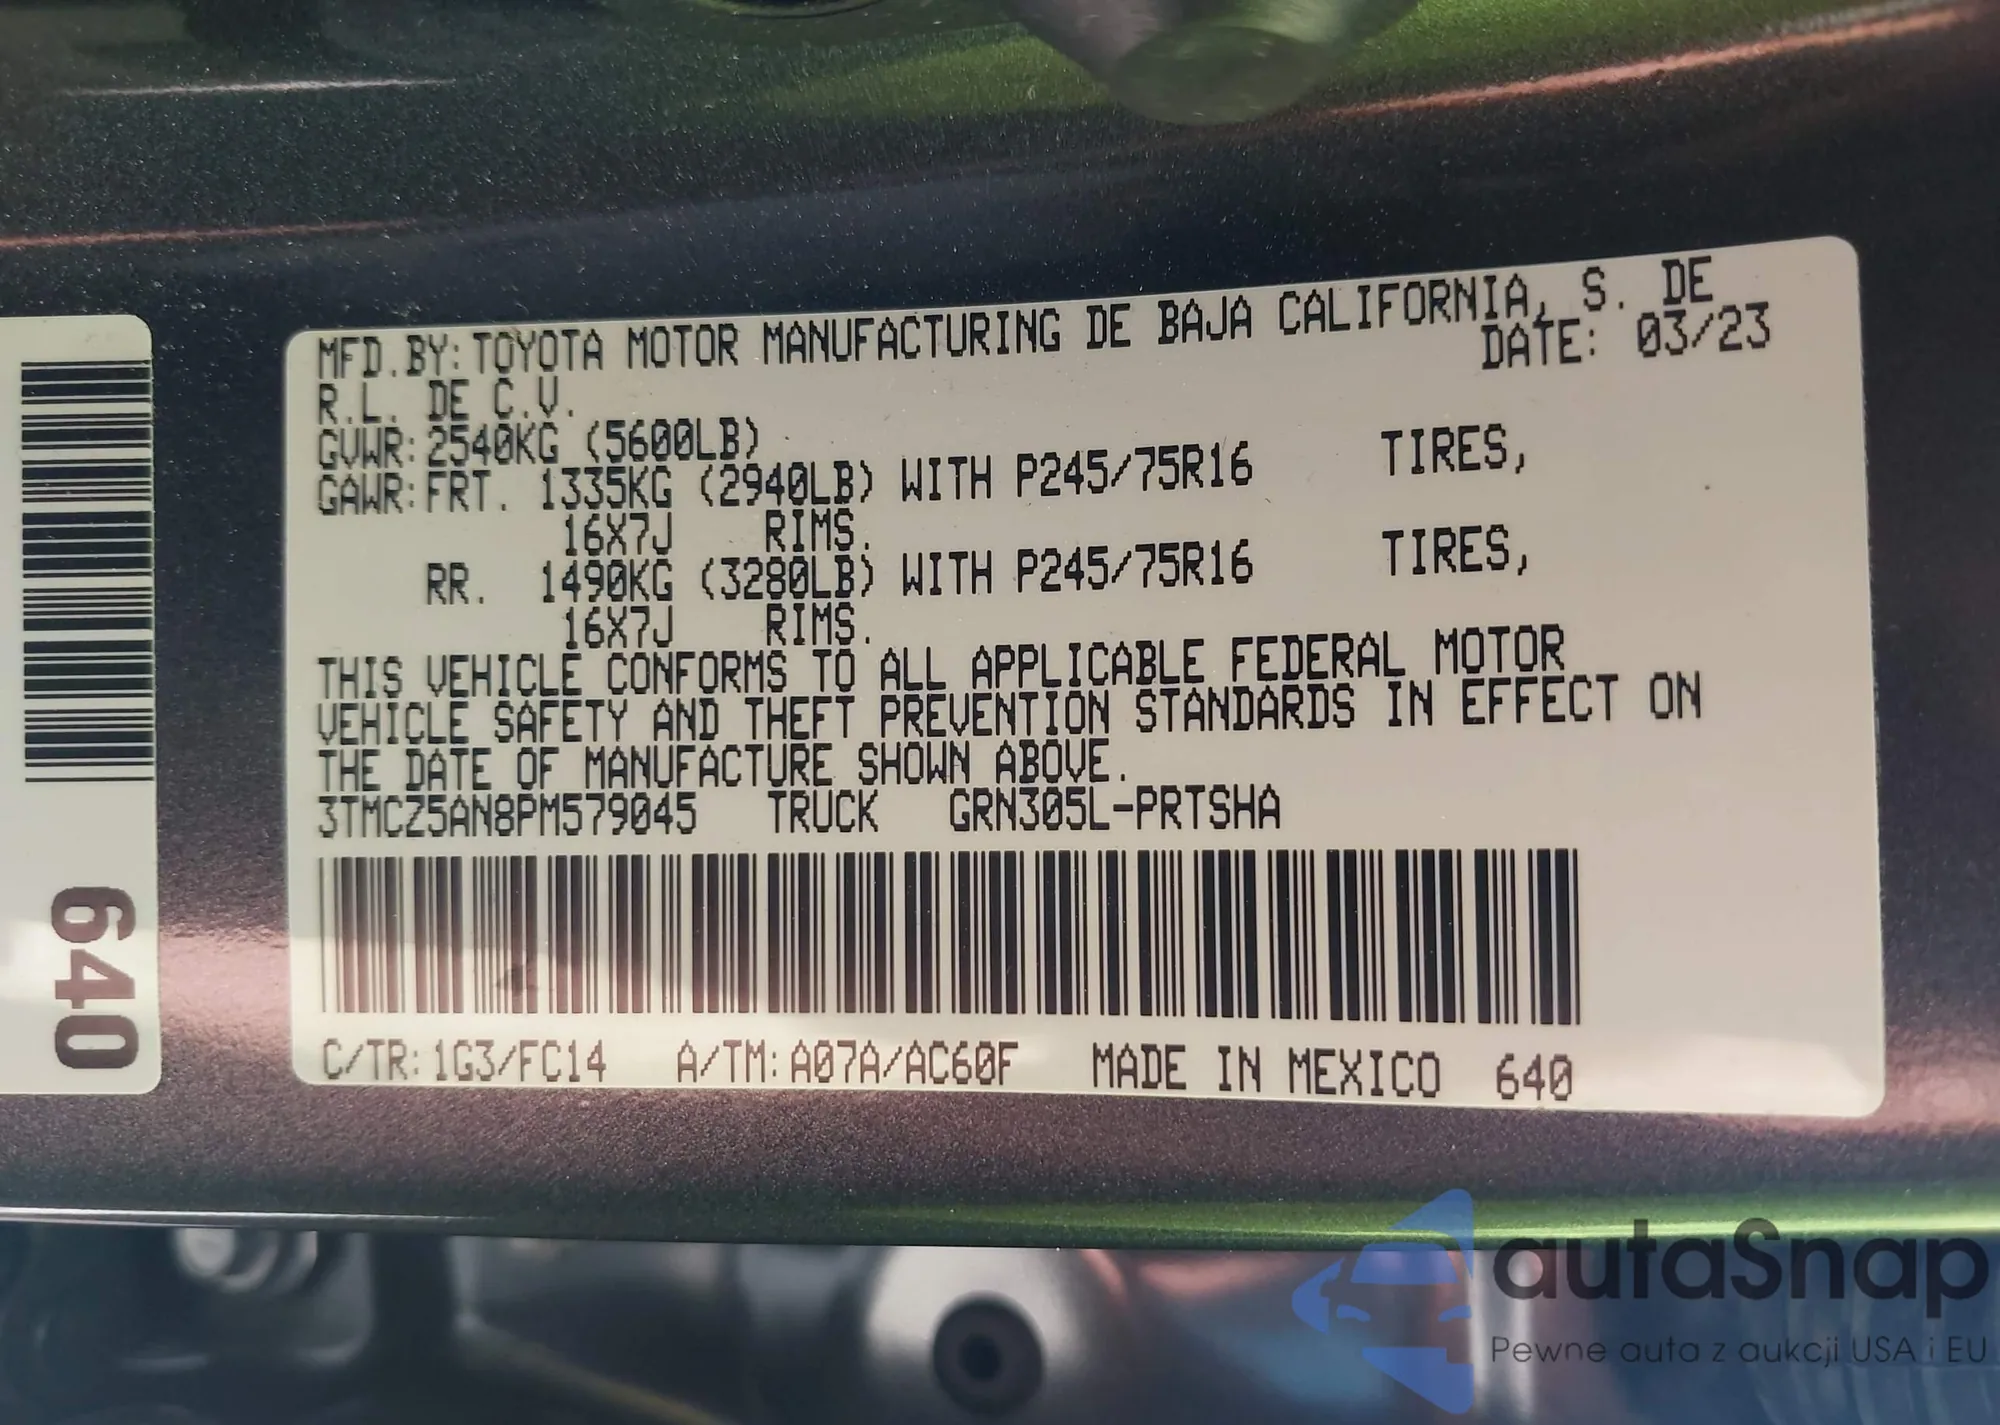 MFD.BY:TOYOTA MOTOR MANUFACTURING DE BAJA CALIFORNIA, S. DE
R.L. DE C.V. DATE: 03/23
GVWR:2540KG (5600LB)
GAWR:FRT. 1335KG (2940LB) WITH P245/75R16 TIRES,
16X7J RIMS.
RR. 1490KG (3280LB) WITH P245/75R16 TIRES,
16X7J RIMS.
THIS VEHICLE CONFORMS TO ALL APPLICABLE FEDERAL MOTOR
VEHICLE SAFETY AND THEFT PREVENTION STANDARDS IN EFFECT ON
THE DATE OF MANUFACTURE SHOWN ABOVE.
3TMCZ5AN8PM579045 TRUCK GRN305L-PRTSHA
C/TR:1G3/FC14 A/TM:A07A/AC60F MADE IN MEXICO 640
640
autaSnap
Pewne auta z aukcji USA i EU